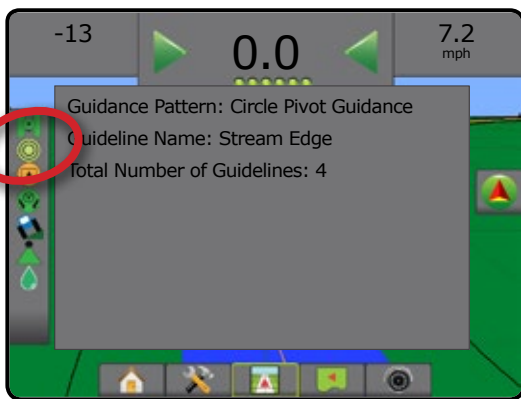 -13
0.0
7.2
mph
Guidance Pattern: Circle Pivot Guidance
Guideline Name: Stream Edge
Total Number of Guidelines: 4